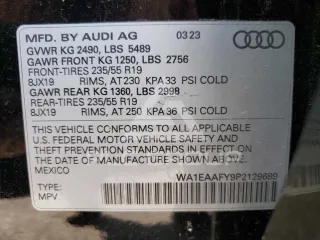 MFD. BY AUDI AG 03 23
GVWR KG 2490, LBS 5489
GAWR FRONT KG 1250, LBS 2756
FRONT-TIRES 235/55 R19
8JX19 RIMS, AT 230 KPA 33 PSI COLD
GAWR REAR KG 1360, LBS 2998
REAR-TIRES 235/55 R19
8JX19 RIMS, AT 250 KPA 36 PSI COLD
THIS VEHICLE CONFORMS TO ALL APPLICABLE
U.S. FEDERAL MOTOR VEHICLE SAFETY AND
THEFT PREVENTION STANDARDS IN EFFECT ON THE
DATE OF MANUFACTURE SHOWN ABOVE.
MEXICO
WA1EAAFY9P2129689
TYPE:
MPV